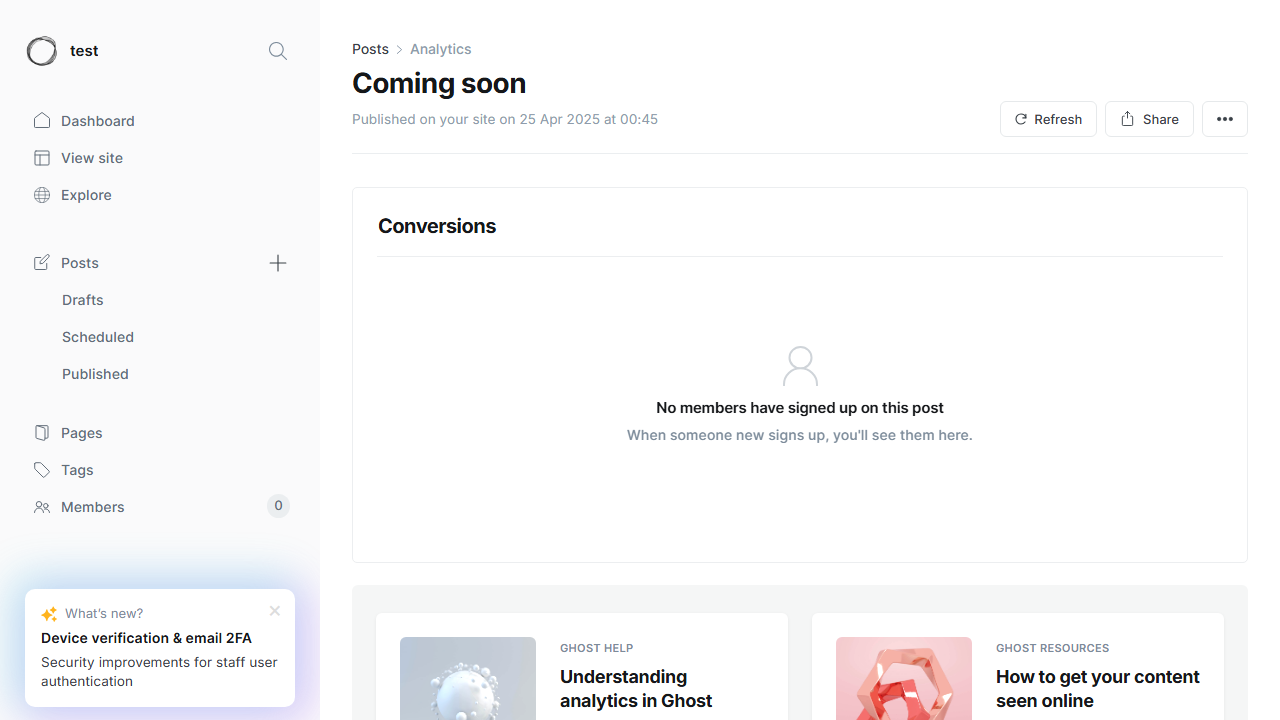 test
Dashboard
View site
Explore
Posts
Drafts
Scheduled
Published
Pages
Tags
Members
0
What's new?
Device verification & email 2FA
Security improvements for staff user
authentication
Posts
Analytics
Coming soon
Published on your site on 25 Apr 2025 at 00:45
Refresh
Share
Conversions
No members have signed up on this post
When someone new signs up, you'll see them here.
GHOST HELP
Understanding
analytics in Ghost
GHOST RESOURCES
How to get your content
seen online